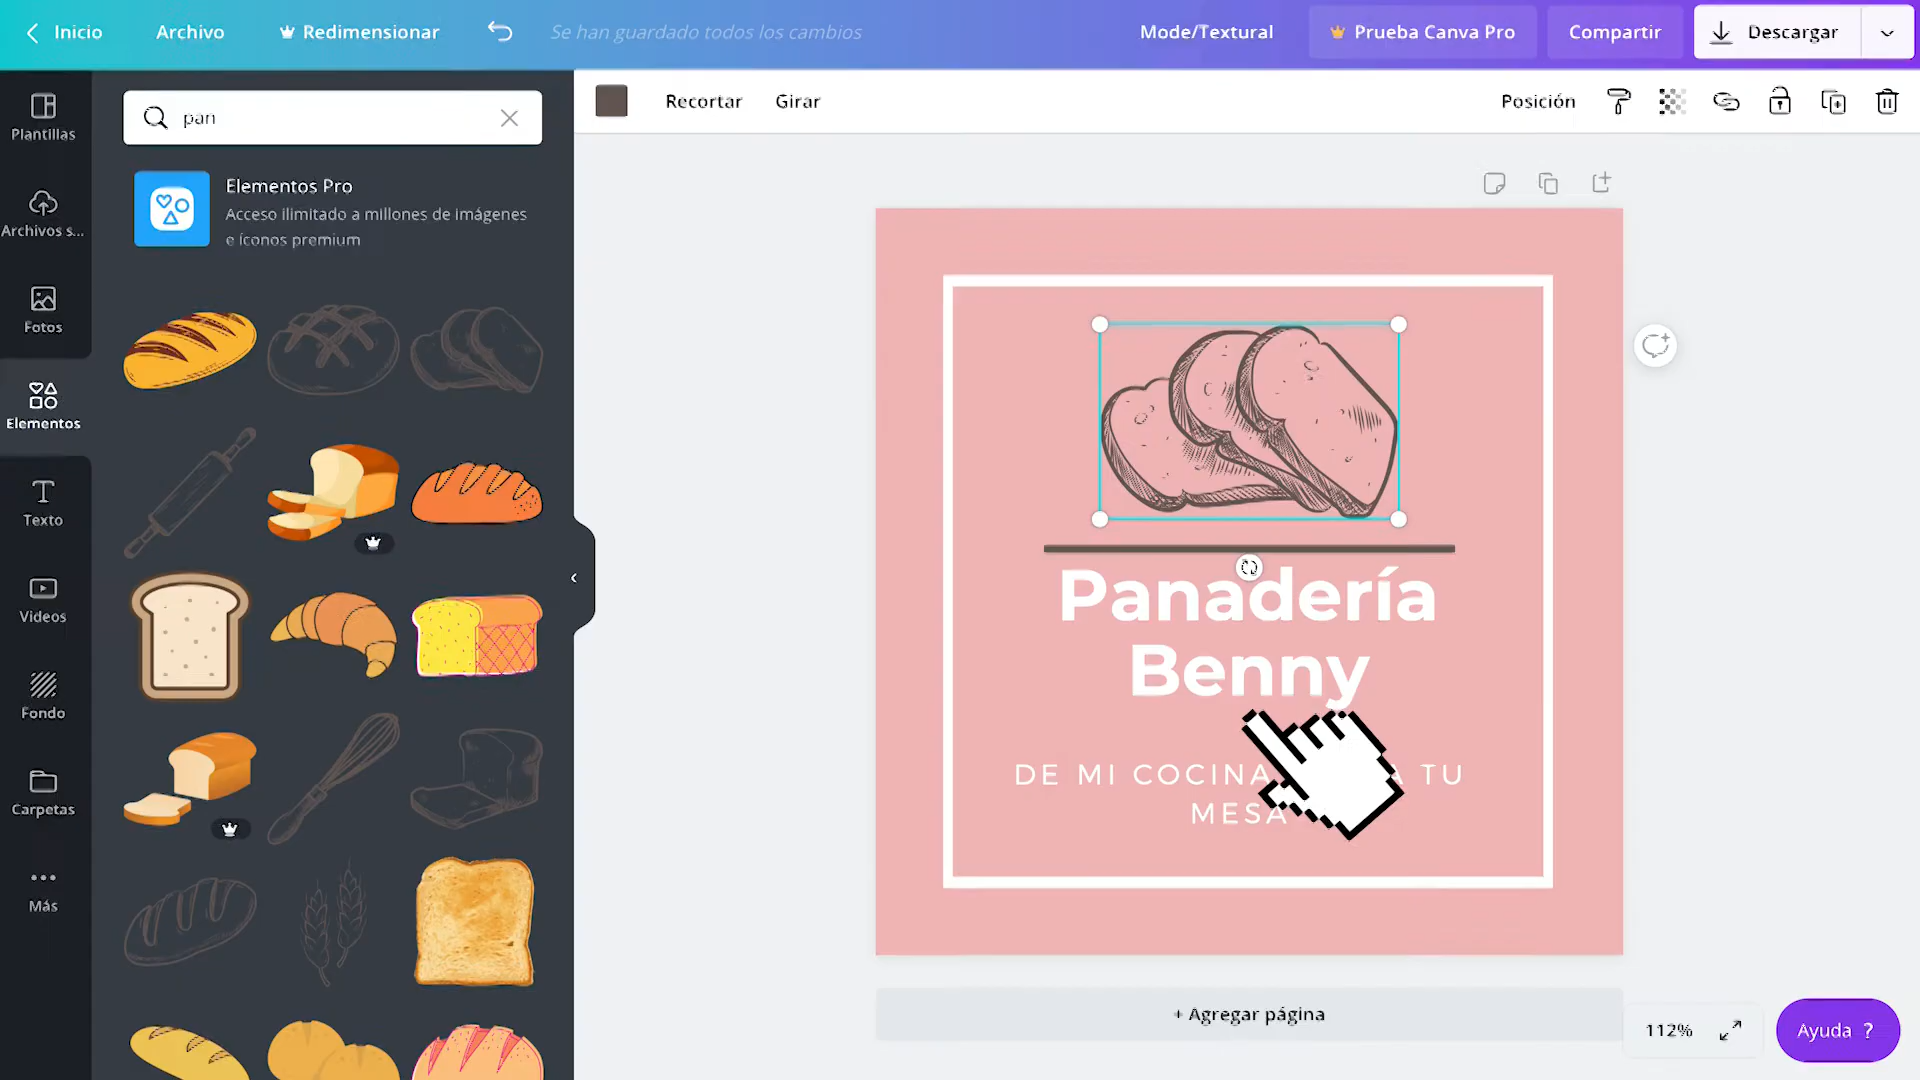 Inicio
Archivo
Redimensionar
Se han guardado todos los cambios
Mode/Textural
Prueba Canva Pro
Compartir
Descargar
Plantillas
Archivos s...
Fotos
Elementos
Texto
Videos
Fondo
Carpetas
Más
pan
Elementos Pro
Acceso ilimitado a millones de imágenes
e íconos premium
Recortar
Girar
Posición
Panadería
Benny
DE MI COCINA A TU
MESA
+ Agregar página
112%
Ayuda ?